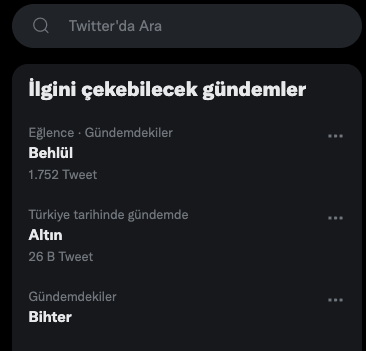 Twitter'da Ara
İlgini çekebilecek gündemler
Eğlence · Gündemdekiler
Behlül
1.752 Tweet
Türkiye tarihinde gündemde
Altın
26 B Tweet
Gündemdekiler
Bihter